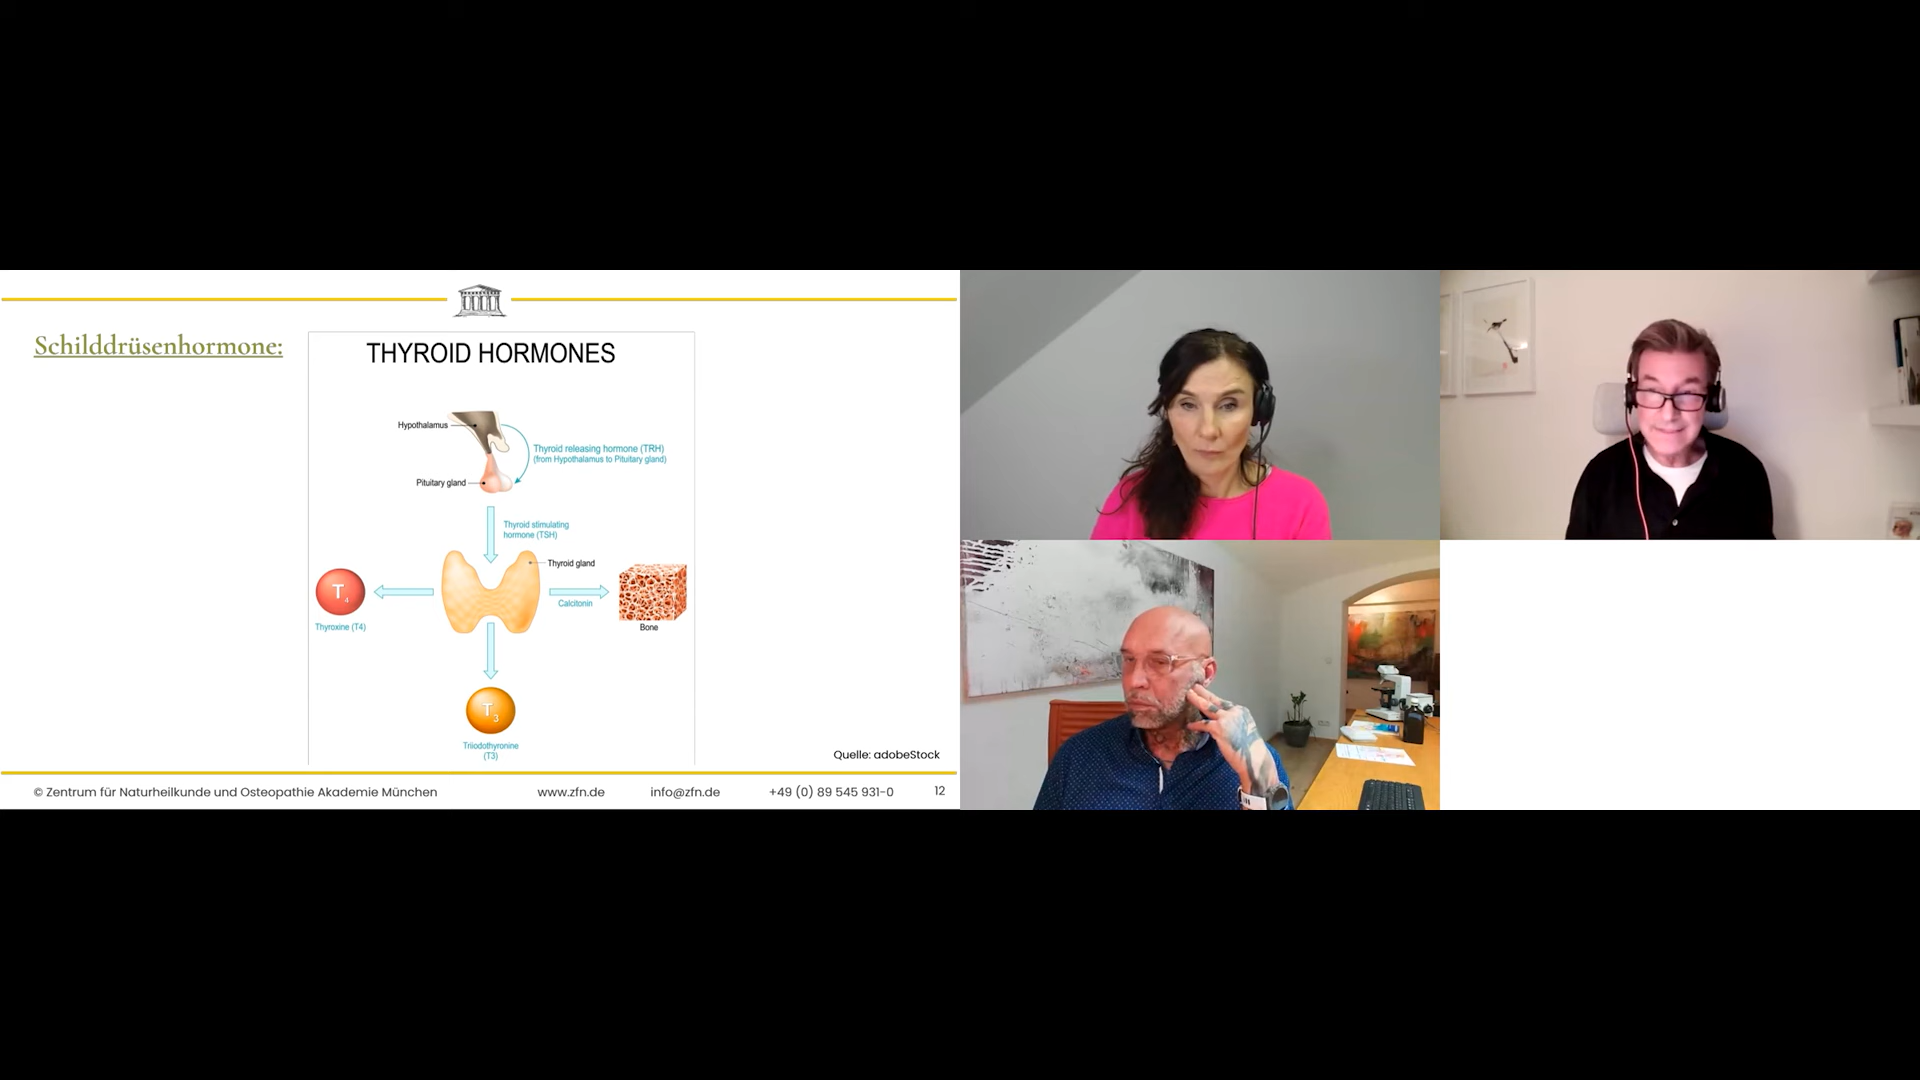 Schilddrüsenhormone:
THYROID HORMONES
Hypothalamus
Thyroid releasing hormone (TRH)
(from Hypothalamus to Pituitary gland)
Pituitary gland
Thyroid stimulating
hormone (TSH)
Thyroid gland
T4
Thyroxine (T4)
Calcitonin
Bone
T3
Triiodothyronine
(T3)
Quelle: adobeStock
© Zentrum für Naturheilkunde und Osteopathie Akademie München
www.zfn.de
info@zfn.de
+49 (0) 89 545 931-0
12